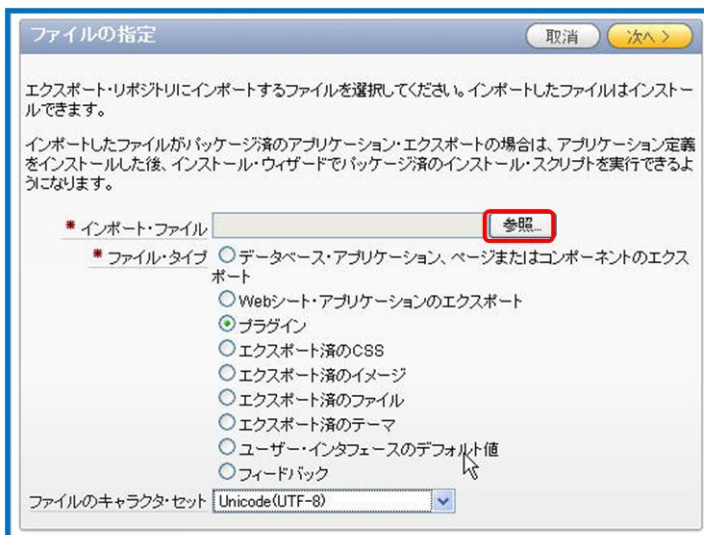 ファイルの指定
取消
次へ >
エクスポート・リポジトリにインポートするファイルを選択してください。インポートしたファイルはインストー
ルできます。
インポートしたファイルがパッケージ済のアプリケーション・エクスポートの場合は、アプリケーション定義
をインストールした後、インストール・ウィザードでパッケージ済のインストール・スクリプトを実行できるよ
うになります。
* インポート・ファイル 参照...
* ファイル・タイプ データベース・アプリケーション、ページまたはコンポーネントのエクス
ポート
Webシート・アプリケーションのエクスポート
プラグイン
エクスポート済のCSS
エクスポート済のイメージ
エクスポート済のファイル
エクスポート済のテーマ
ユーザー・インタフェースのデフォルト値
フィードバック
ファイルのキャラクタ・セット Unicode(UTF-8)